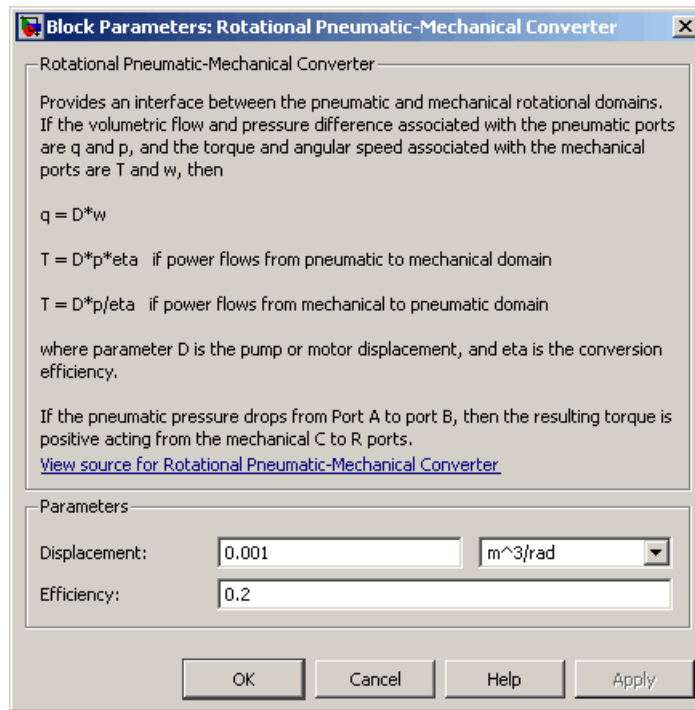 Block Parameters: Rotational Pneumatic-Mechanical Converter
Rotational Pneumatic-Mechanical Converter
Provides an interface between the pneumatic and mechanical rotational domains.
If the volumetric flow and pressure difference associated with the pneumatic ports
are q and p, and the torque and angular speed associated with the mechanical
ports are T and w, then
q = D*w
T = D*p*eta   if power flows from pneumatic to mechanical domain
T = D*p/eta   if power flows from mechanical to pneumatic domain
where parameter D is the pump or motor displacement, and eta is the conversion
efficiency.
If the pneumatic pressure drops from Port A to port B, then the resulting torque is
positive acting from the mechanical C to R ports.
View source for Rotational Pneumatic-Mechanical Converter
Parameters
Displacement: 0.001 m^3/rad
Efficiency: 0.2
OK Cancel Help Apply